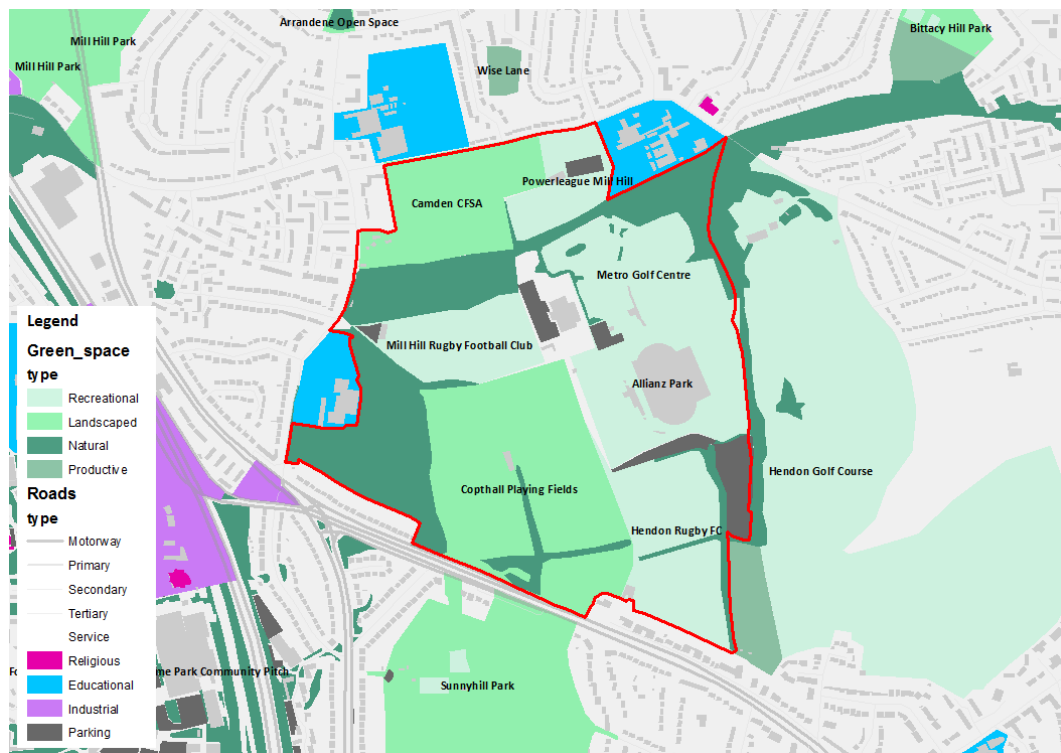 Arrandene Open Space
Bittacy Hill Park
Mill Hill Park
Mill Hill Park
Wise Lane
Powerleague Mill Hill
Camden CFSA
Metro Golf Centre
Legend
Green_space
type
Recreational
Landscaped
Natural
Productive
Roads
type
Motorway
Primary
Secondary
Tertiary
Service
Religious
Educational
Industrial
Parking
Mill Hill Rugby Football Club
Allianz Park
Hendon Golf Course
Copthall Playing Fields
Hendon Rugby FC
me Park Community Pitch
Sunnyhill Park